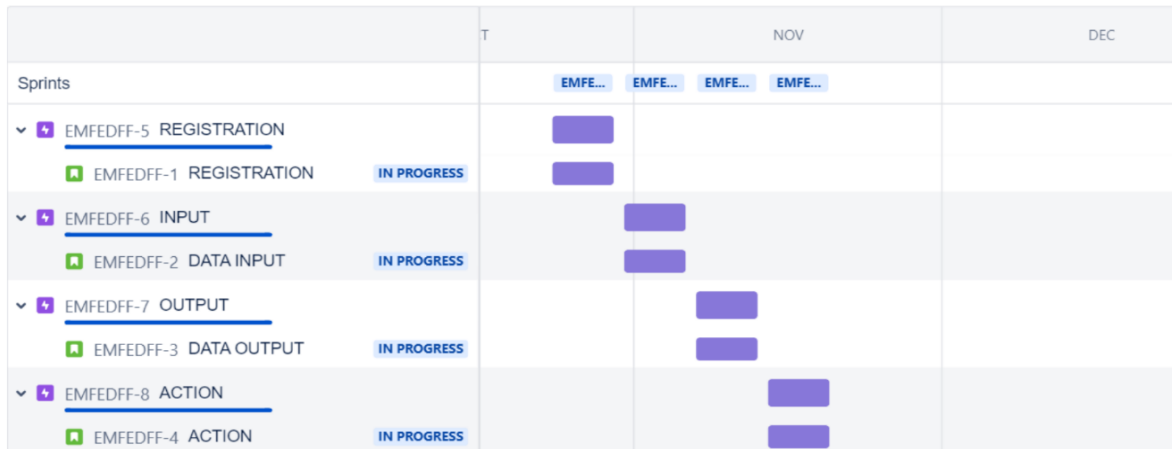 T NOV DEC
Sprints EMFE... EMFE... EMFE... EMFE...
EMFEDFF-5 REGISTRATION
EMFEDFF-1 REGISTRATION IN PROGRESS
EMFEDFF-6 INPUT
EMFEDFF-2 DATA INPUT IN PROGRESS
EMFEDFF-7 OUTPUT
EMFEDFF-3 DATA OUTPUT IN PROGRESS
EMFEDFF-8 ACTION
EMFEDFF-4 ACTION IN PROGRESS